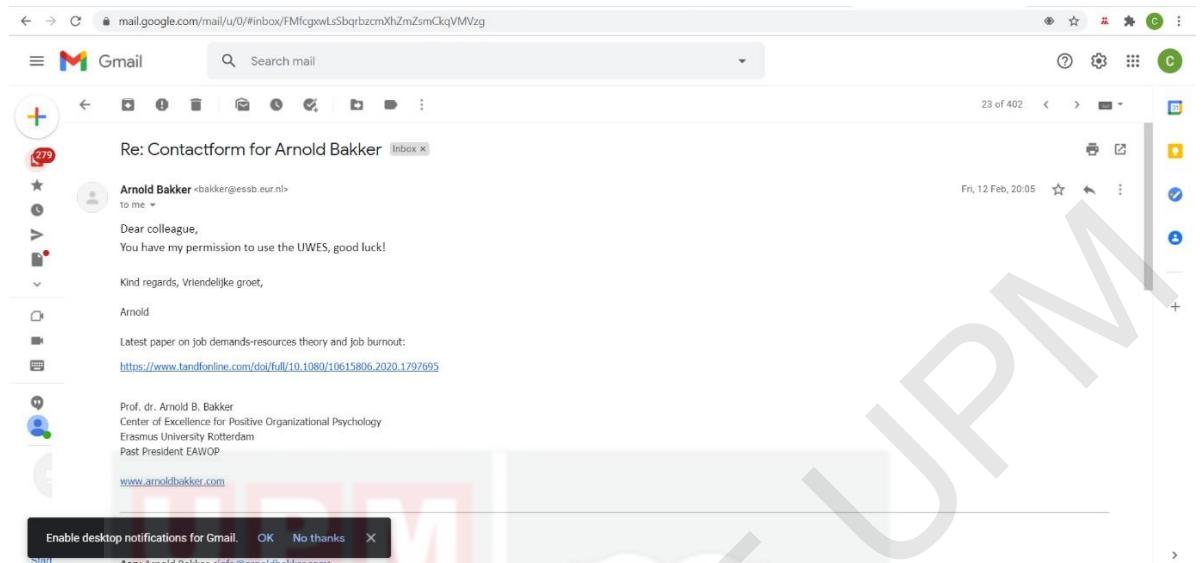 mail.google.com/mail/u/0/#inbox/FMfcgxwLsSbqrbzcmXhZmZsmCkqVMVzg
C
Gmail
Search mail
C
23 of 402
279
Re: Contactform for Arnold Bakker Inbox ×
Arnold Bakker <bakker@essb.eur.nl>
Fri, 12 Feb, 20:05
to me
Dear colleague,
You have my permission to use the UWES, good luck!
Kind regards, Vriendelijke groet,
Arnold
Latest paper on job demands-resources theory and job burnout:
https://www.tandfonline.com/doi/full/10.1080/10615806.2020.1797695
Prof. dr. Arnold B. Bakker
Center of Excellence for Positive Organizational Psychology
Erasmus University Rotterdam
Past President EAWOP
www.arnoldbakker.com
UPM
UPM
Enable desktop notifications for Gmail. OK No thanks